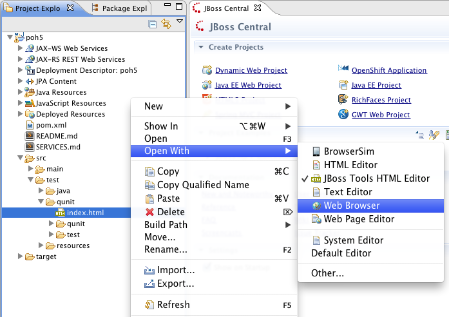 Project Explo
Package Expl
JBoss Central
poh5
JAX-WS Web Services
JAX-RS REST Web Services
Deployment Descriptor: poh5
JPA Content
Java Resources
JavaScript Resources
Deployed Resources
pom.xml
README.md
SERVICES.md
src
main
test
java
qunit
index.html
qunit
test
resources
target
JBoss Central
Create Projects
Dynamic Web Project
OpenShift Application
Java EE Web Project
Java EE Project
RichFaces Project
GWT Web Project
New
Show In ⌥⌘W
Open F3
Open With
Copy ⌘C
Copy Qualified Name
Paste ⌘V
Delete ⌦
Build Path
Move...
Rename... F2
Import...
Export...
Refresh F5
BrowserSim
HTML Editor
✓ JBoss Tools HTML Editor
Text Editor
Web Browser
Web Page Editor
System Editor
Default Editor
Other...